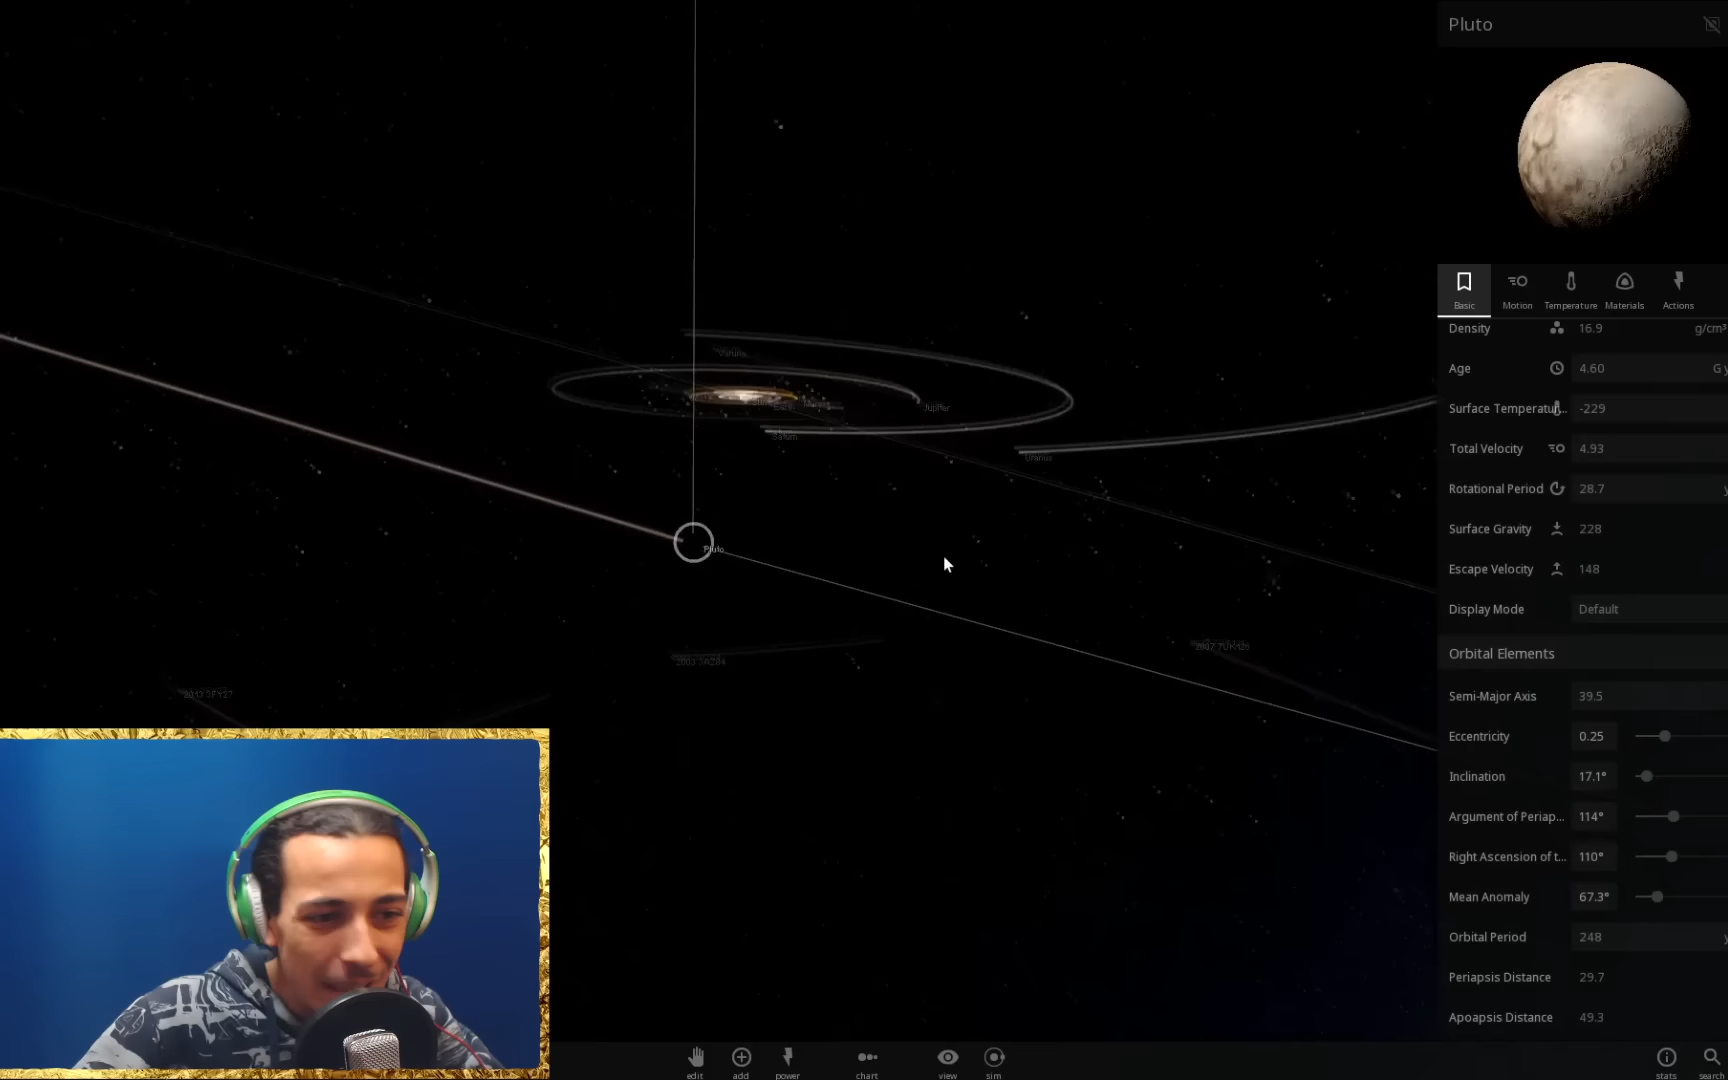 Pluto
Basic
Motion
Temperature
Materials
Actions
Density 16.9 g/cm³
Age 4.60 G
Surface Temperatur... -229
Total Velocity 4.93
Rotational Period 28.7
Surface Gravity 228
Escape Velocity 148
Display Mode Default
Orbital Elements
Semi-Major Axis 39.5
Eccentricity 0.25
Inclination 17.1°
Argument of Periap... 114°
Right Ascension of t... 110°
Mean Anomaly 67.3°
Orbital Period 248
Periapsis Distance 29.7
Apoapsis Distance 49.3
Jupiter
Saturn
Uranus
Pluto
edit
add
power
chart
view
sim
stats
search